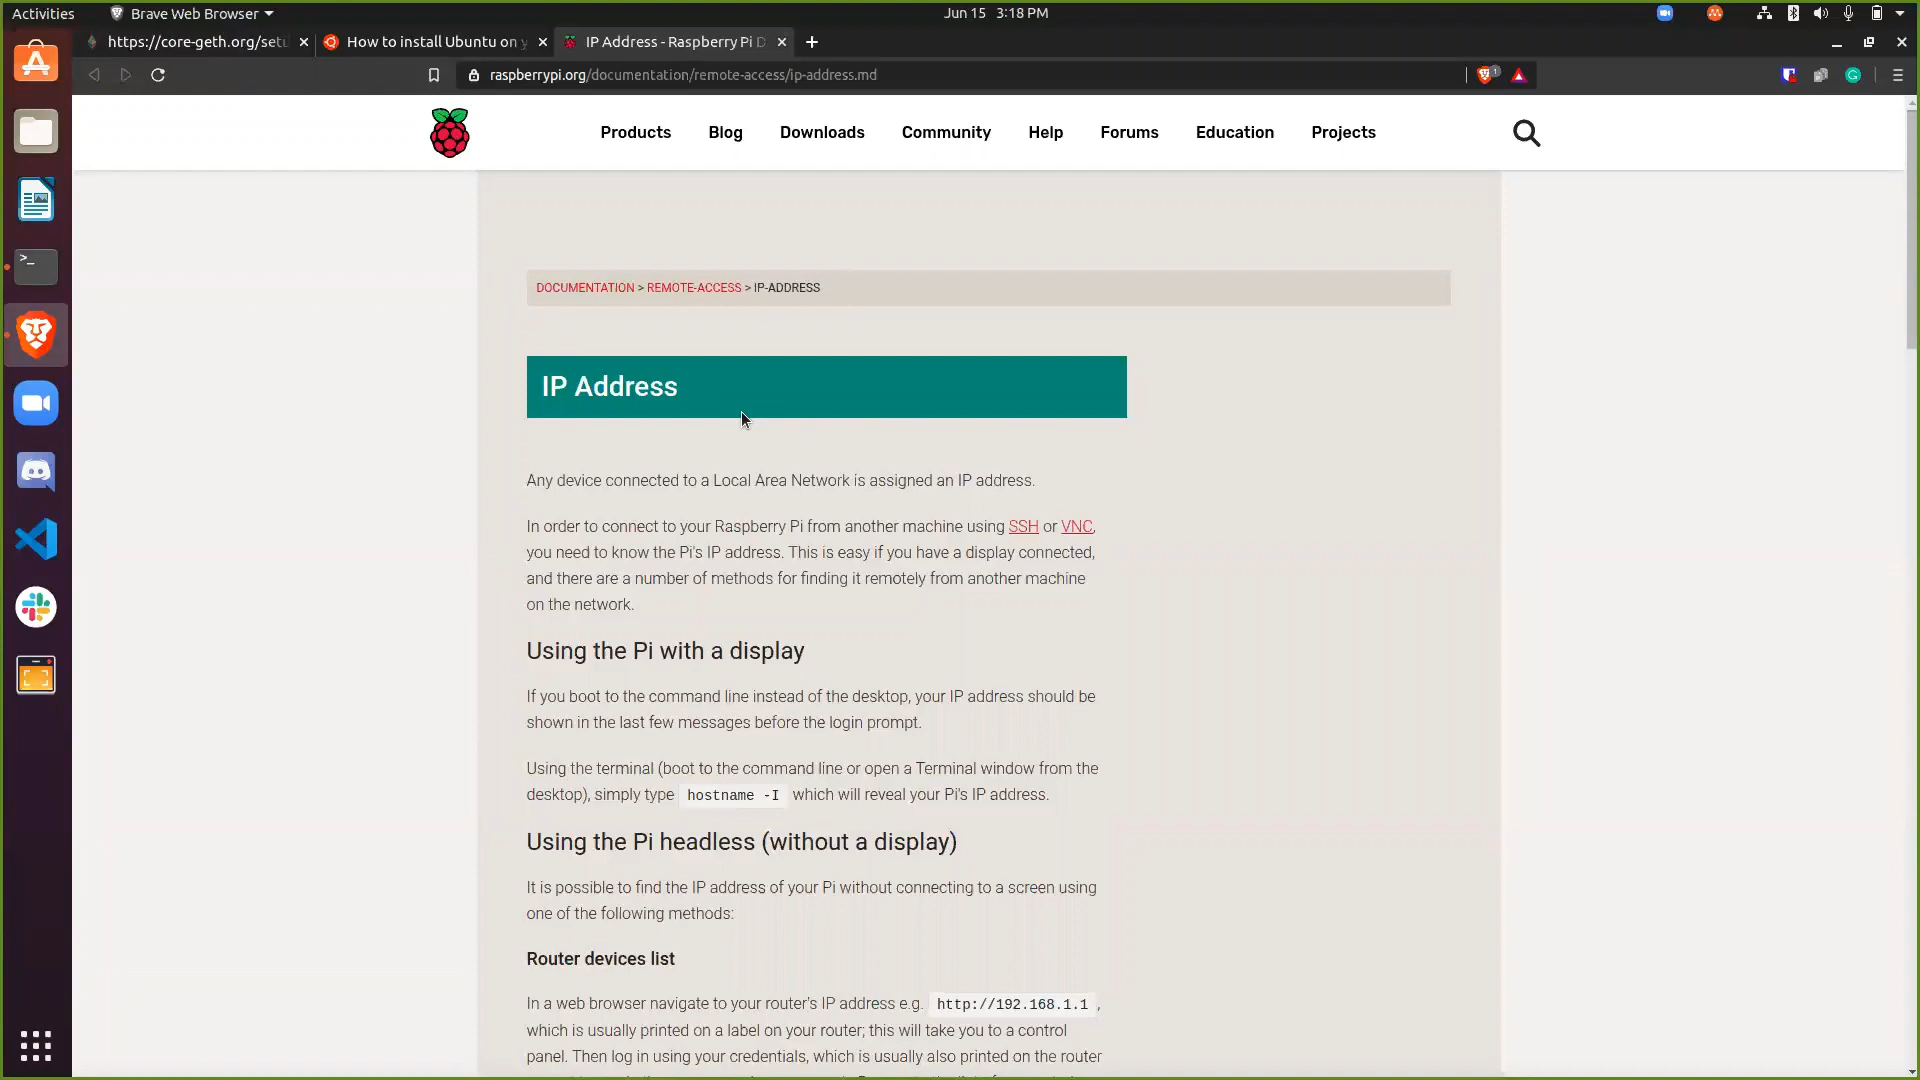 Activities
Brave Web Browser
Jun 15 3:18 PM
https://core-geth.org/setu
How to install Ubuntu on y
IP Address - Raspberry Pi D
raspberrypi.org/documentation/remote-access/ip-address.md
1
Products Blog Downloads Community Help Forums Education Projects
DOCUMENTATION > REMOTE-ACCESS > IP-ADDRESS
IP Address
Any device connected to a Local Area Network is assigned an IP address.
In order to connect to your Raspberry Pi from another machine using SSH or VNC,
you need to know the Pi's IP address. This is easy if you have a display connected,
and there are a number of methods for finding it remotely from another machine
on the network.
Using the Pi with a display
If you boot to the command line instead of the desktop, your IP address should be
shown in the last few messages before the login prompt.
Using the terminal (boot to the command line or open a Terminal window from the
desktop), simply type hostname -I which will reveal your Pi's IP address.
Using the Pi headless (without a display)
It is possible to find the IP address of your Pi without connecting to a screen using
one of the following methods:
Router devices list
In a web browser navigate to your router's IP address e.g. http://192.168.1.1 ,
which is usually printed on a label on your router; this will take you to a control
panel. Then log in using your credentials, which is usually also printed on the router